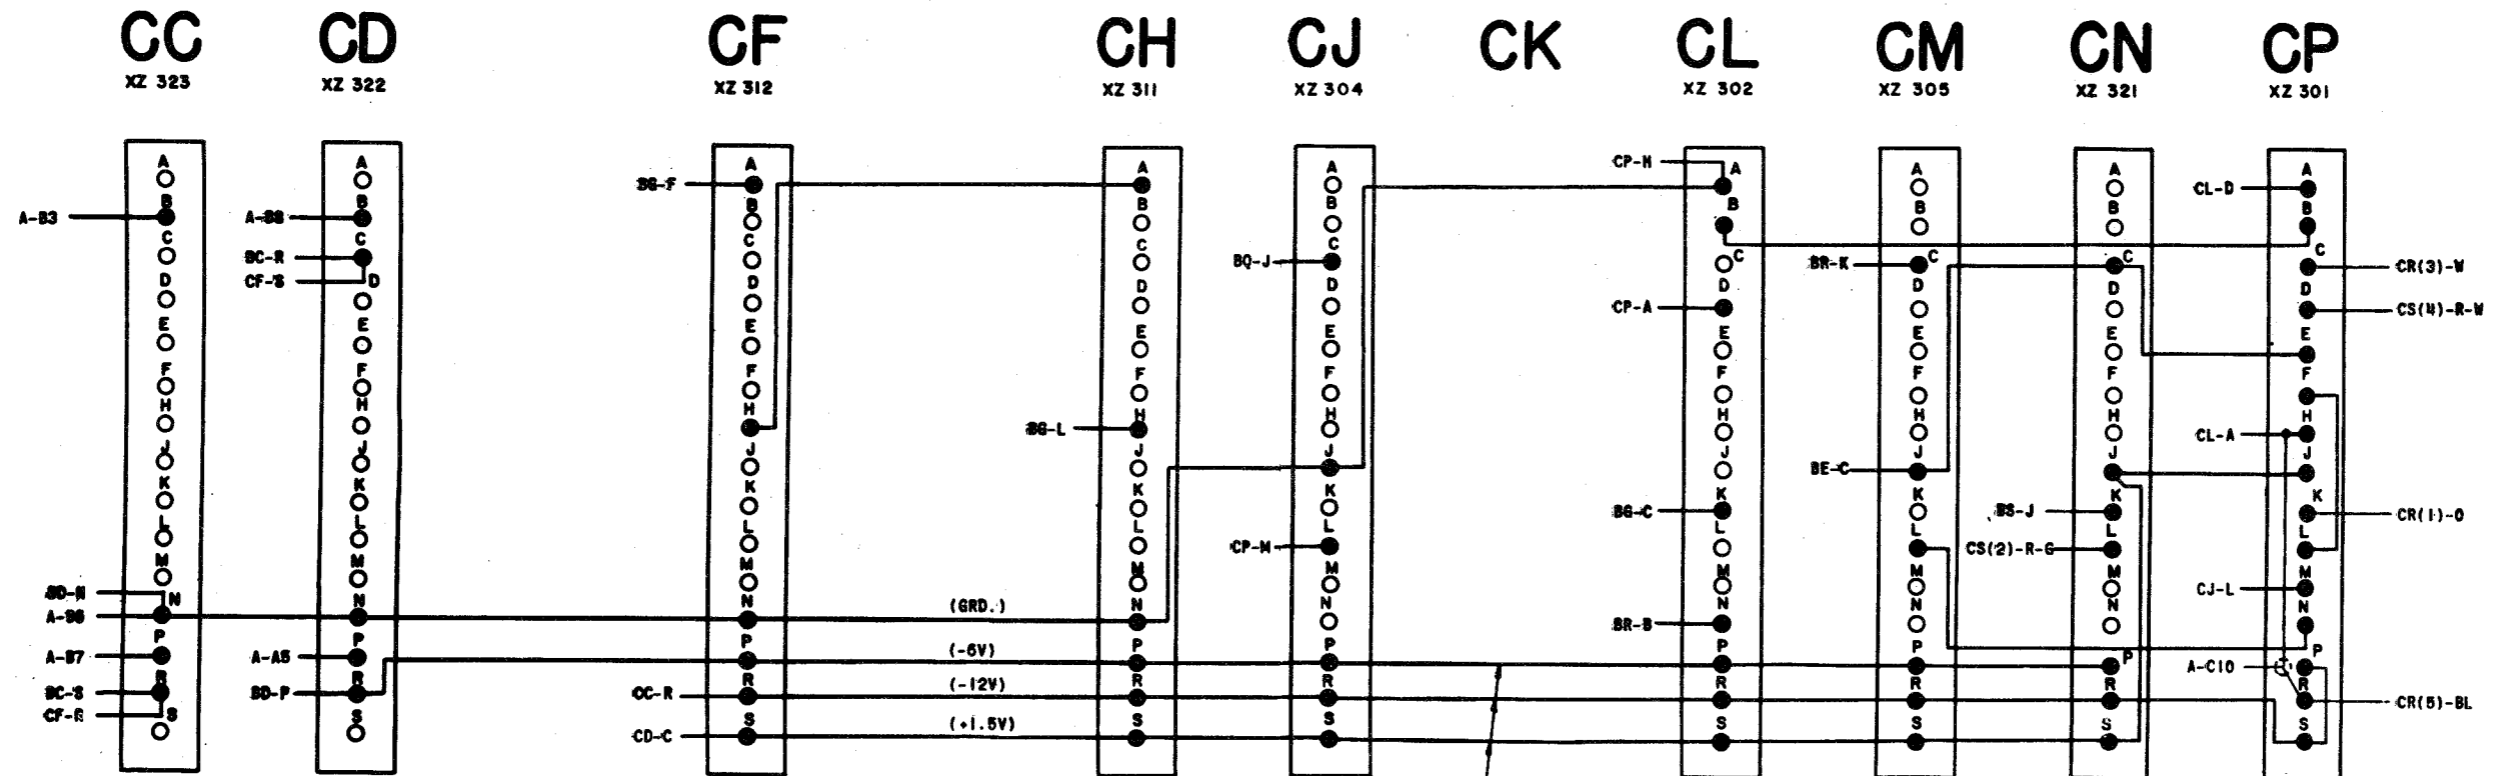 CC CD CF CH CJ CK CL CM CN CP
XZ 323 XZ 322 XZ 312 XZ 311 XZ 304 XZ 302 XZ 305 XZ 321 XZ 301
A A A A A A A A A
CP-H
BG-F
CL-D
B B B B B B B B B
A-B3
C C C C C C C C C
BC-R
BQ-J
BR-K
CR(3)-W
CF-S
D D D D D D D D D
CP-A
CS(4)-R-W
E E E E E E E E E
F F F F F F F F F
H H H H H H H H H
BG-L
CL-A
J J J J J J J J J
BE-C
K K K K K K K K K
BG-C
BS-J
CR(1)-O
L L L L L L L L L
CP-M
CS(2)-R-G
M M M M M M M M M
CJ-L
BD-N
N N N N N N N N N
(GRD.)
BR-B
P P P P P P P P P
A-B7
A-A5
(-6V)
A-C10
R R R R R R R R R
BC-S
BD-P
(-12V)
CR(5)-BL
CF-R
S S S S S S S S S
(+1.5V)
CD-C